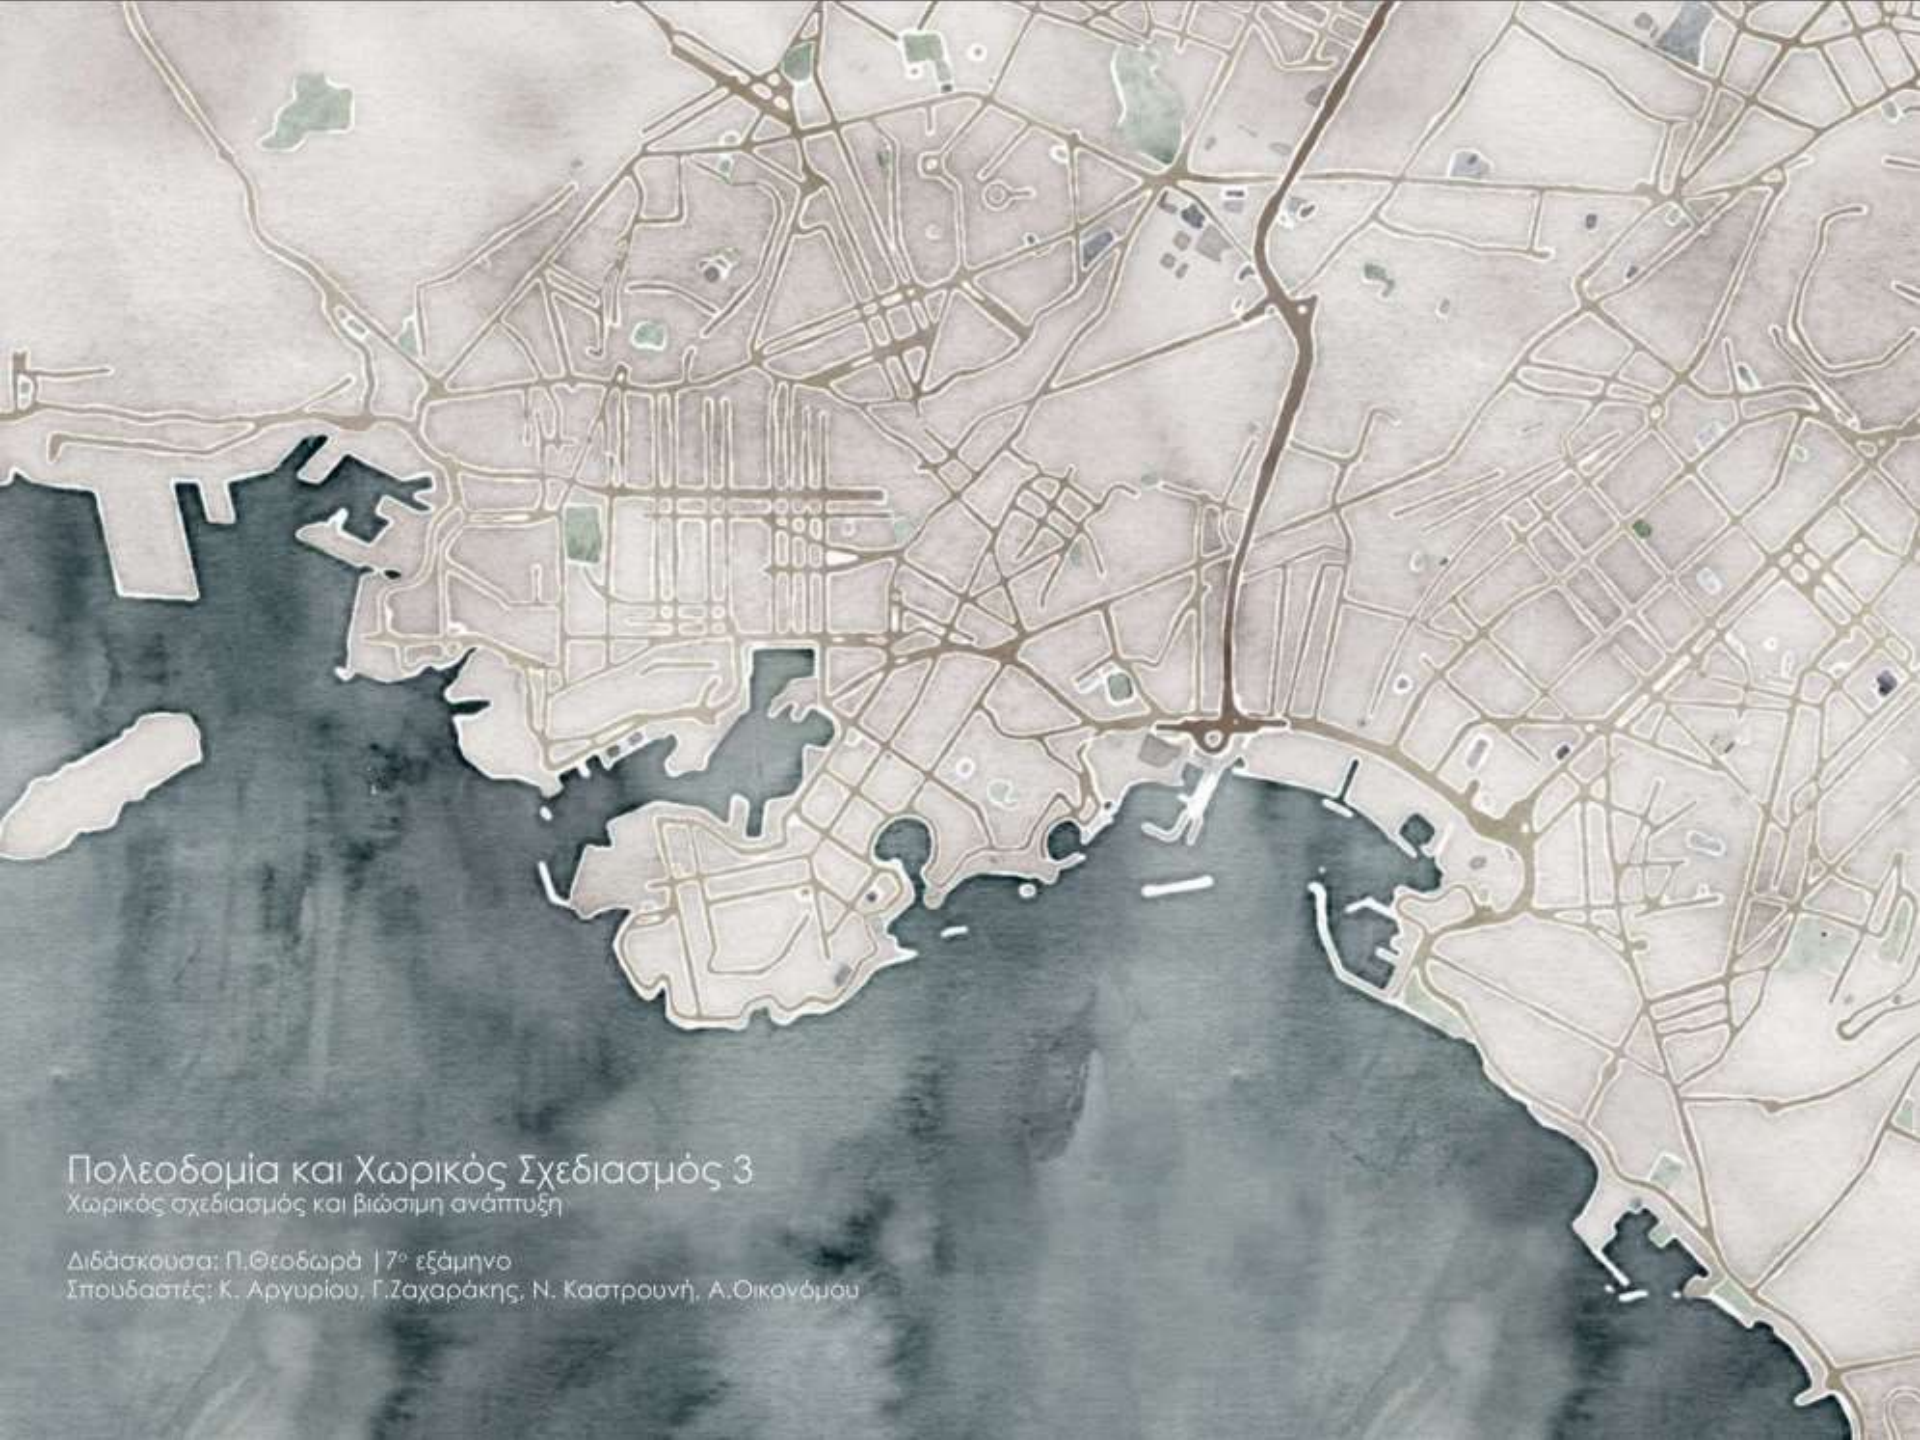 Πολεοδομία και Χωρικός Σχεδιασμός 3
Χωρικός σχεδιασμός και βιώσιμη ανάπτυξη
Διδάσκουσα: Π.Θεοδωρά |7ο εξάμηνο
Σπουδαστές: Κ. Αργυρίου, Γ.Ζαχαράκης, Ν. Καστρουνή, Α.Οικονόμου